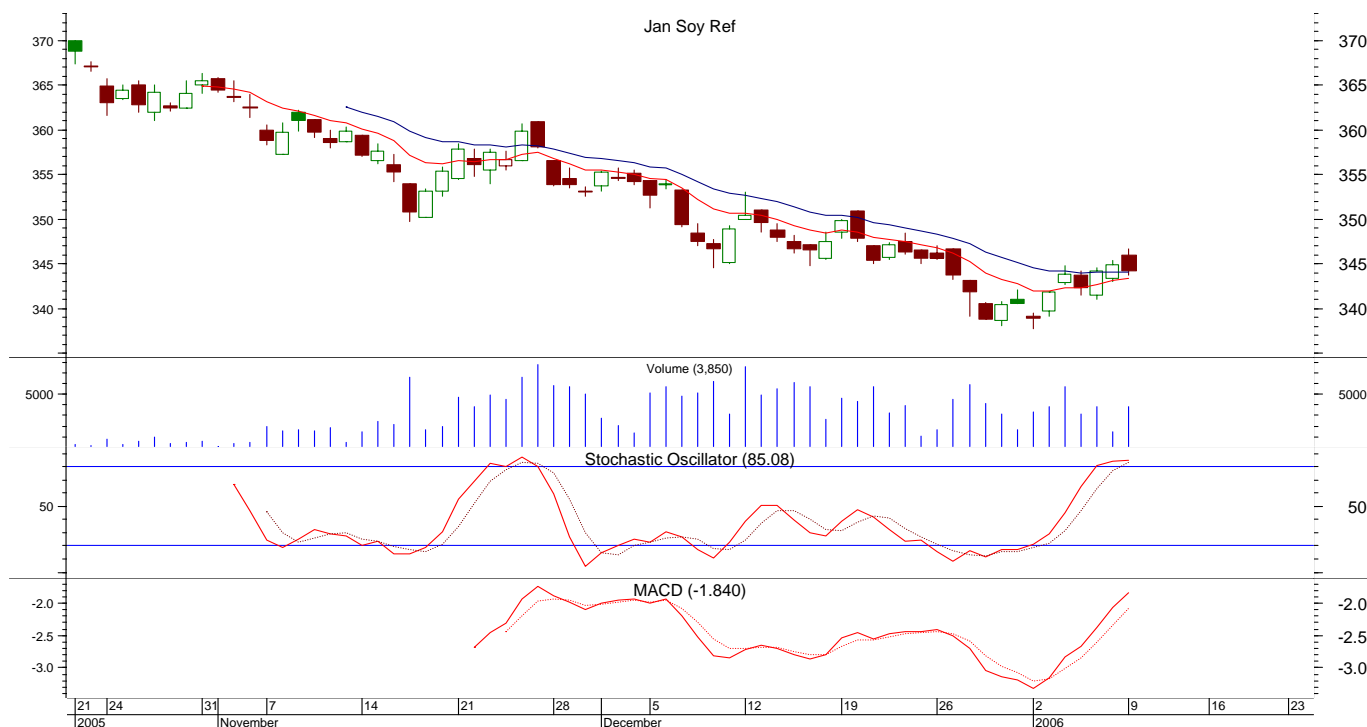 Jan Soy Ref
370 370
365 365
360 360
355 355
350 350
345 345
340 340
Volume (3,850)
5000 5000
Stochastic Oscillator (85.08)
50 50
MACD (-1.840)
-2.0 -2.0
-2.5 -2.5
-3.0 -3.0
21 24 31 7 14 21 28 5 12 19 26 2 9 16 23
2005 November December 2006